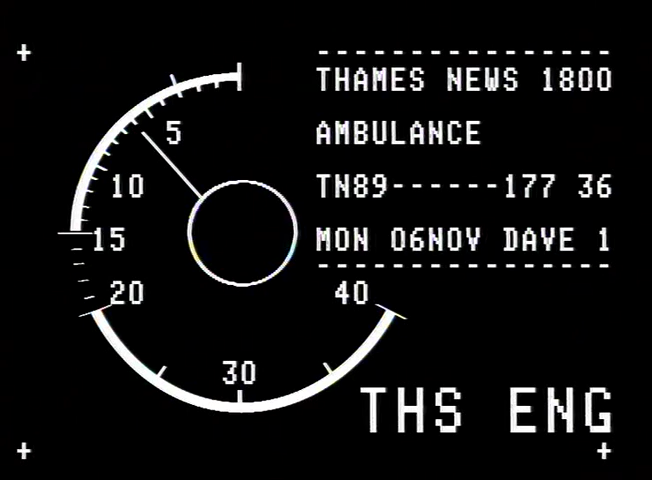 ----------------
THAMES NEWS 1800
AMBULANCE
TN89------177 36
MON 06NOV DAVE 1
----------------
5
10
15
20
30
40
THS ENG